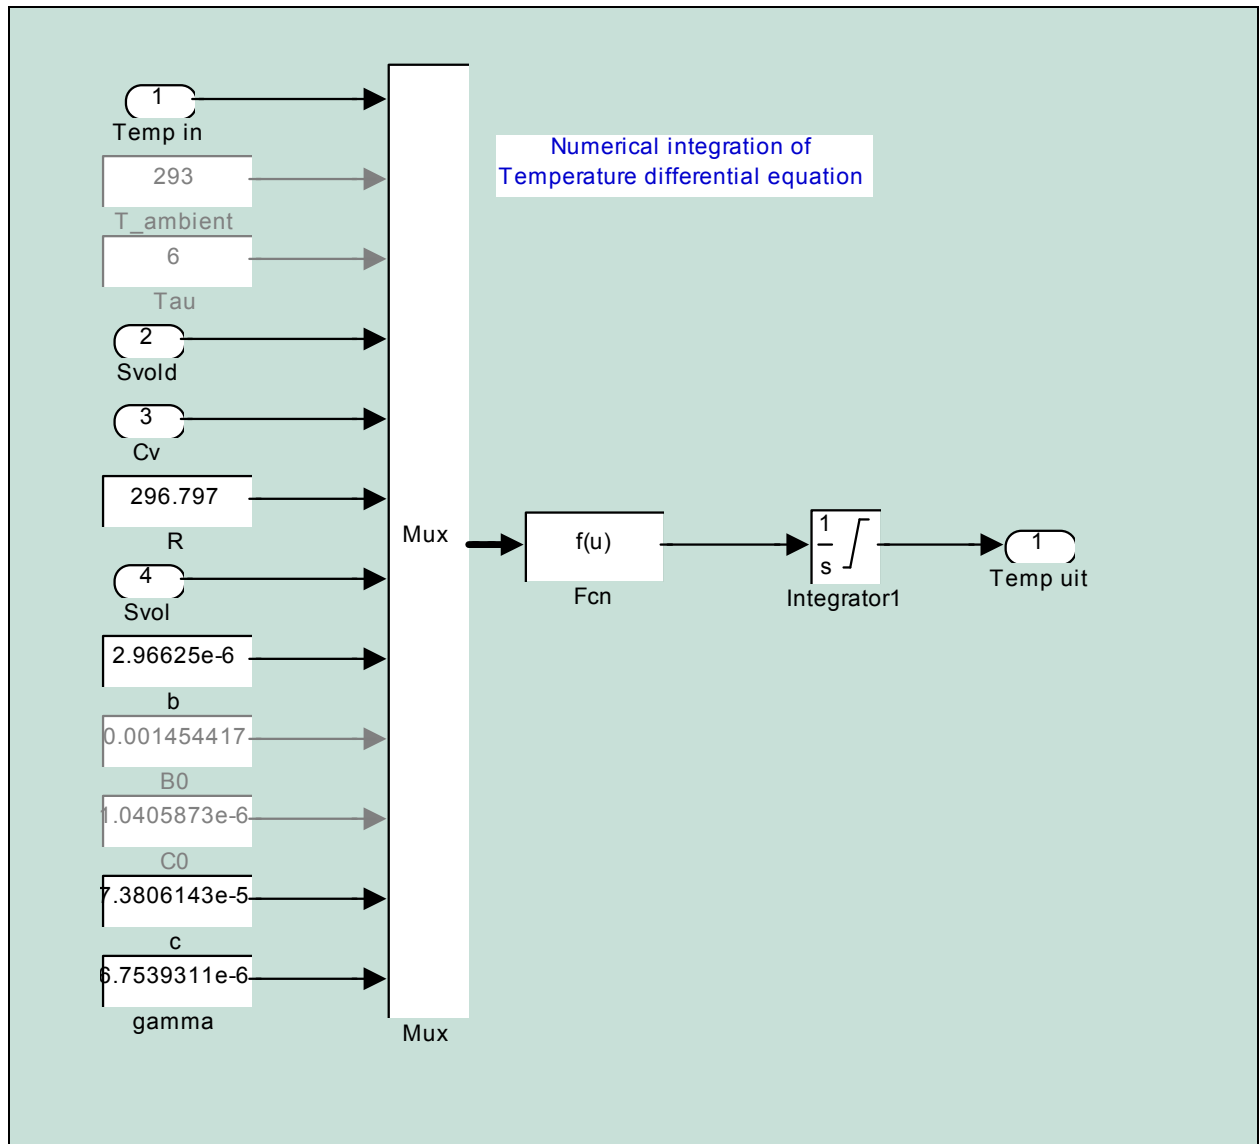 1
Temp in
Numerical integration of
Temperature differential equation
293
T_ambient
6
Tau
2
Svold
3
Cv
296.797
R
4
Svol
Mux
f(u)
Fcn
1
s
Integrator1
1
Temp uit
2.96625e-6
b
0.001454417
B0
1.0405873e-6
C0
7.3806143e-5
c
6.7539311e-6
gamma
Mux